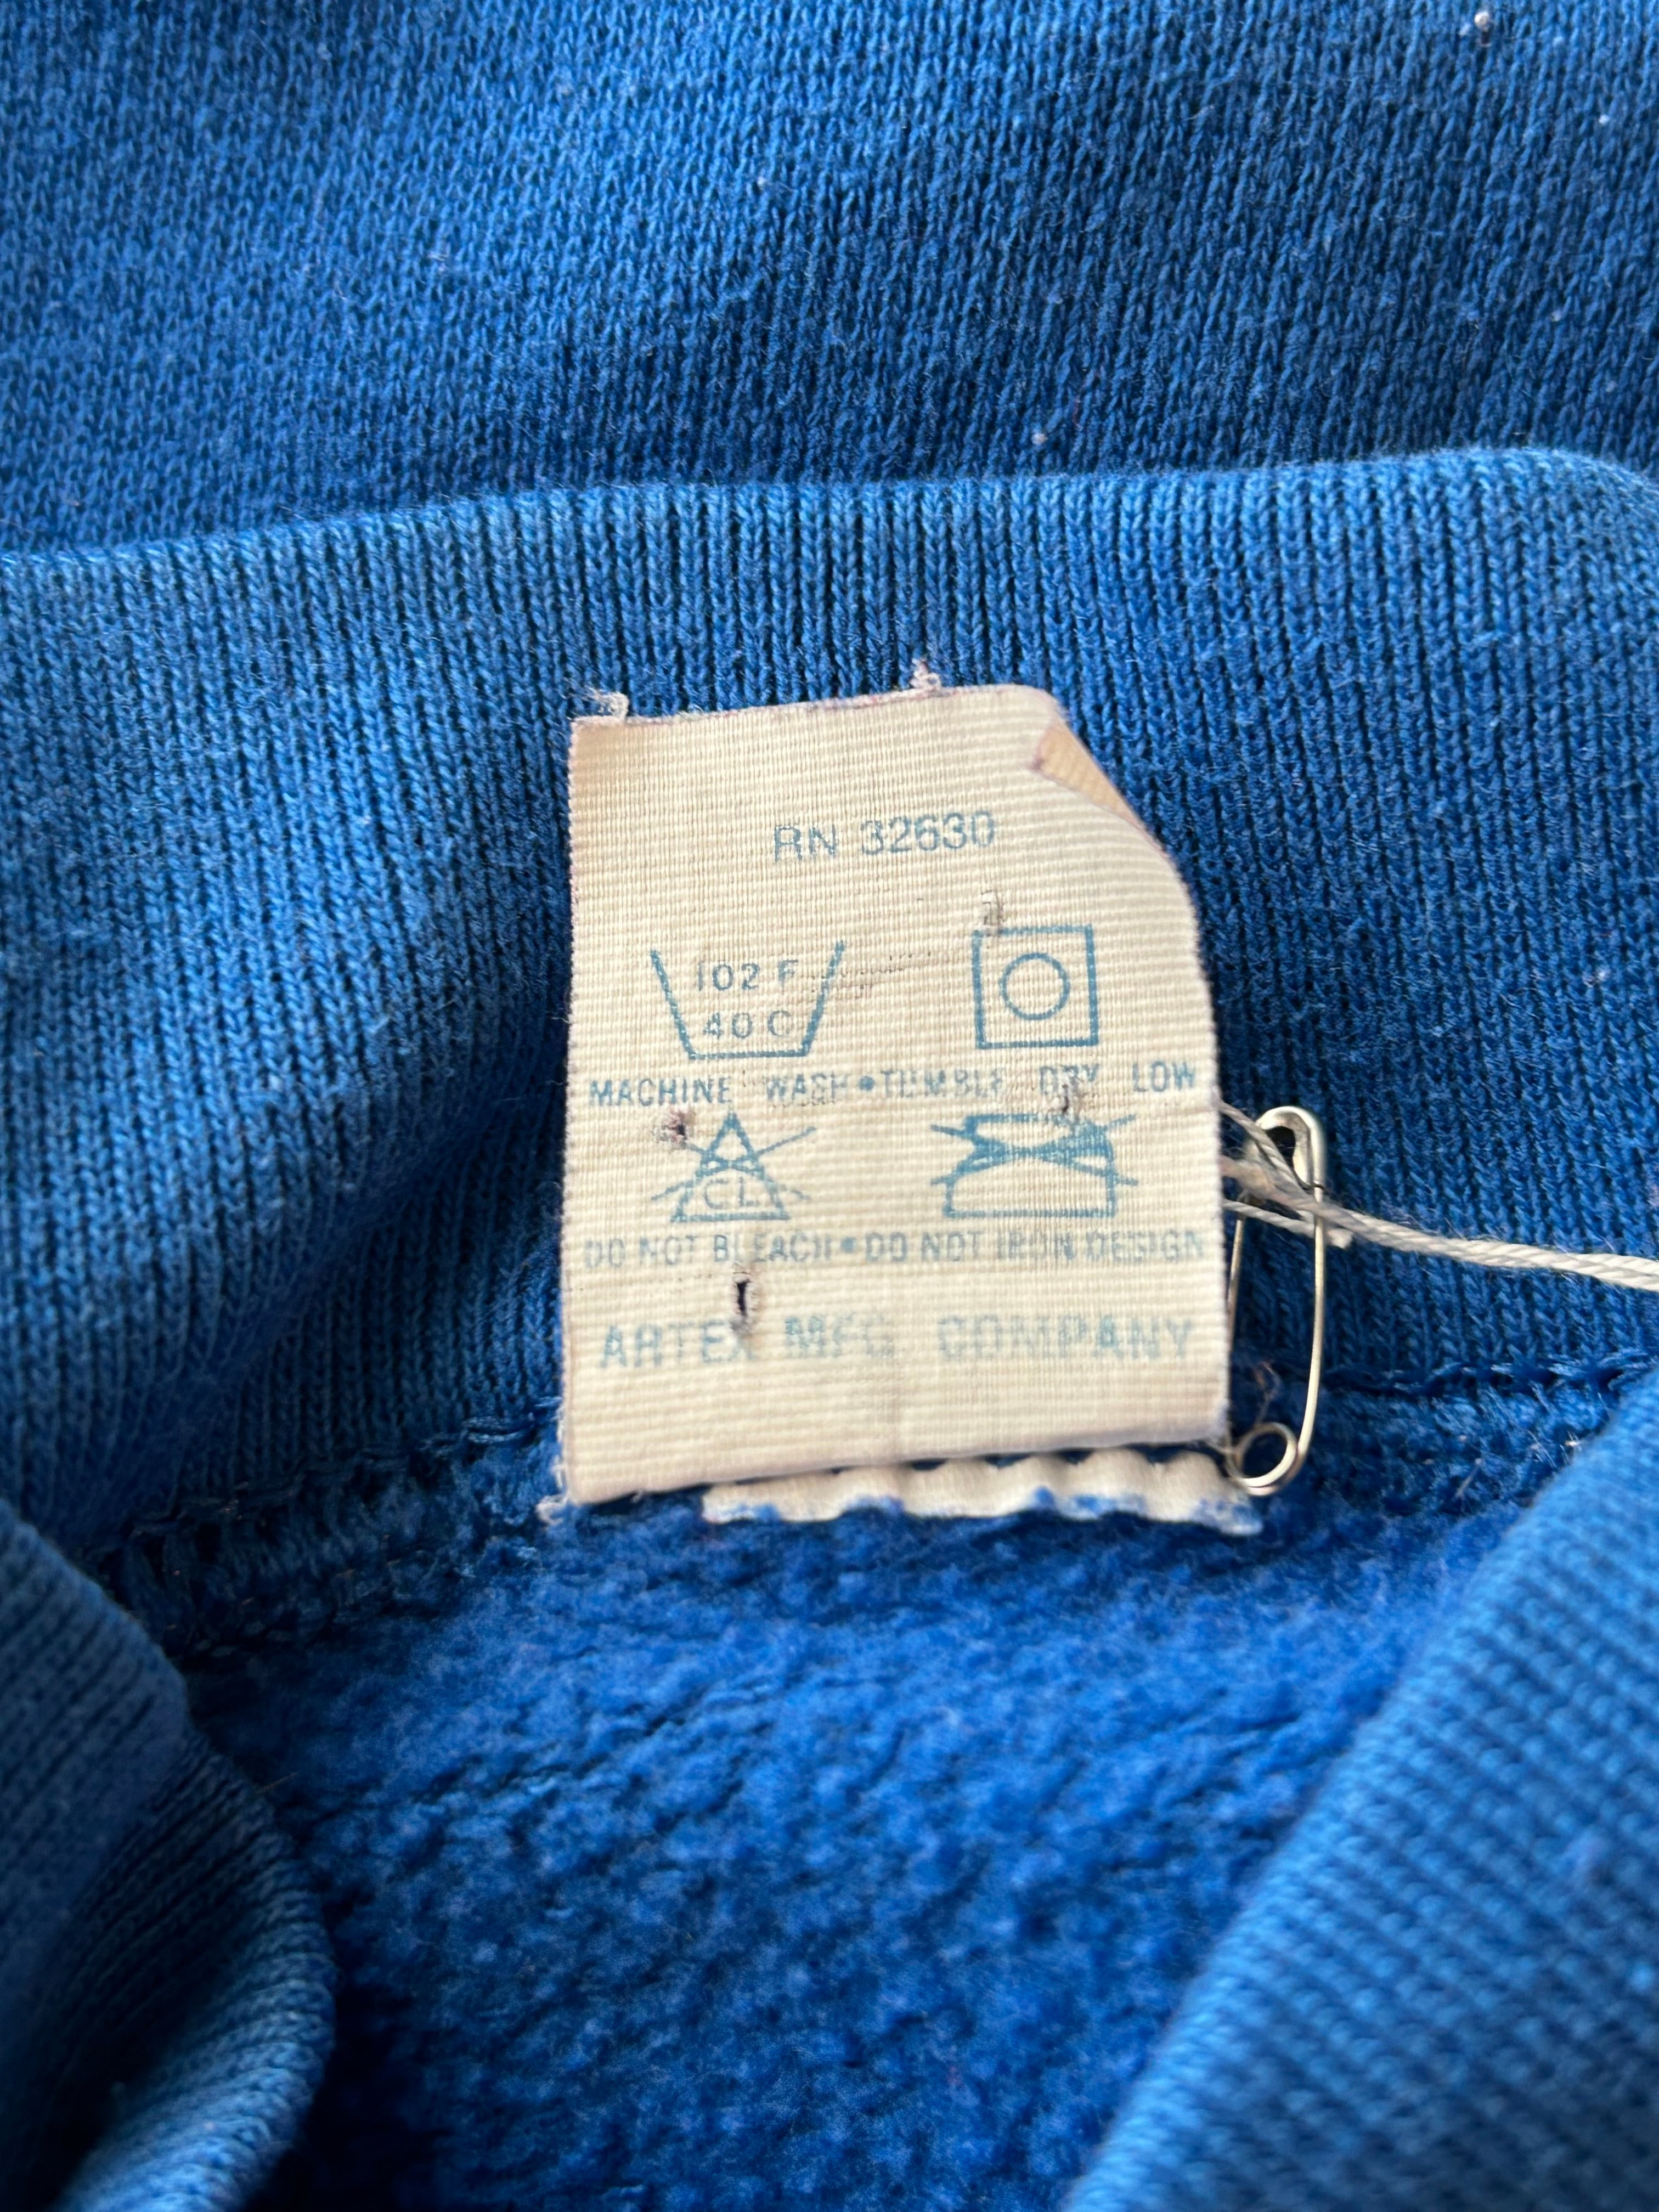 RN 32630
102 F
40 C
MACHINE WASH • TUMBLE DRY LOW
CL
DO NOT BLEACH • DO NOT IRON DESIGN
ARTEX MFG. COMPANY